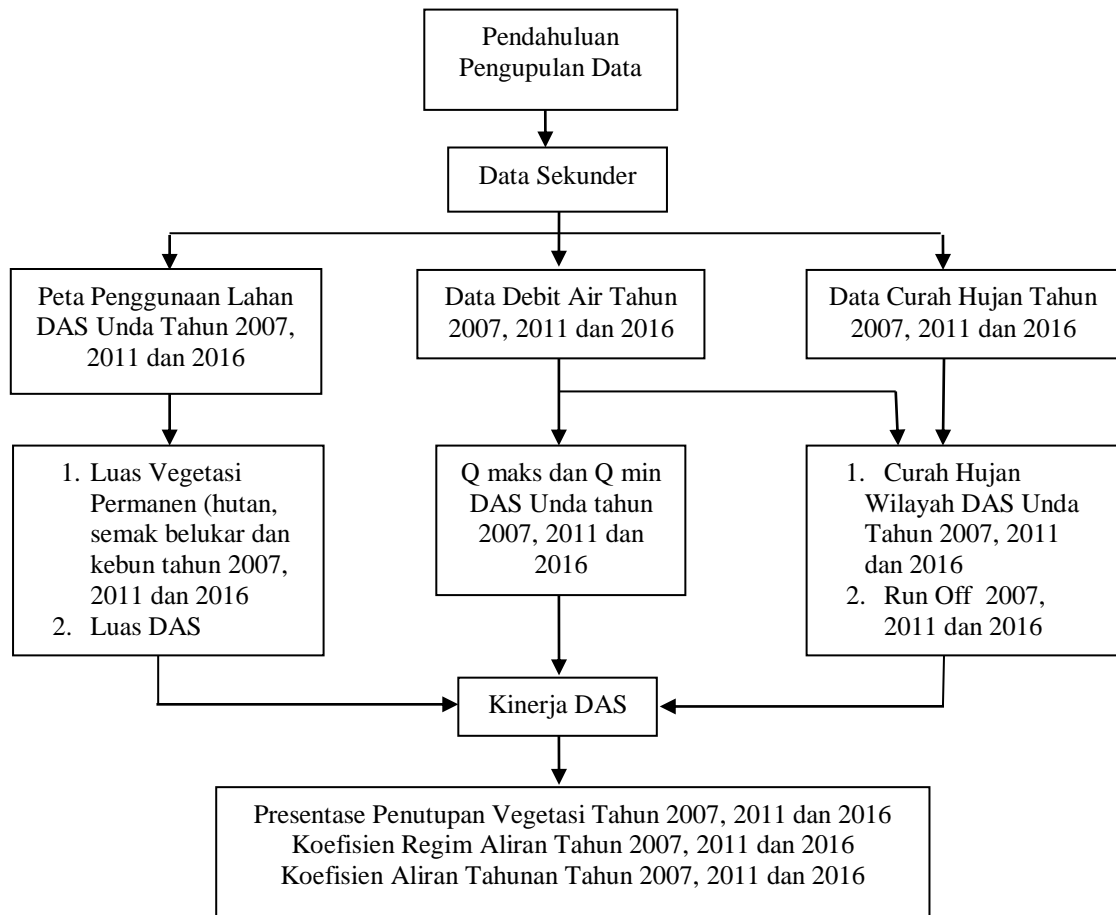 Pendahuluan
Pengupulan Data
Data Sekunder
Peta Penggunaan Lahan
DAS Unda Tahun 2007,
2011 dan 2016
Data Debit Air Tahun
2007, 2011 dan 2016
Data Curah Hujan Tahun
2007, 2011 dan 2016
1. Luas Vegetasi
Permanen (hutan,
semak belukar dan
kebun tahun 2007,
2011 dan 2016
2. Luas DAS
Q maks dan Q min
DAS Unda tahun
2007, 2011 dan
2016
1. Curah Hujan
Wilayah DAS Unda
Tahun 2007, 2011
dan 2016
2. Run Off 2007,
2011 dan 2016
Kinerja DAS
Presentase Penutupan Vegetasi Tahun 2007, 2011 dan 2016
Koefisien Regim Aliran Tahun 2007, 2011 dan 2016
Koefisien Aliran Tahunan Tahun 2007, 2011 dan 2016